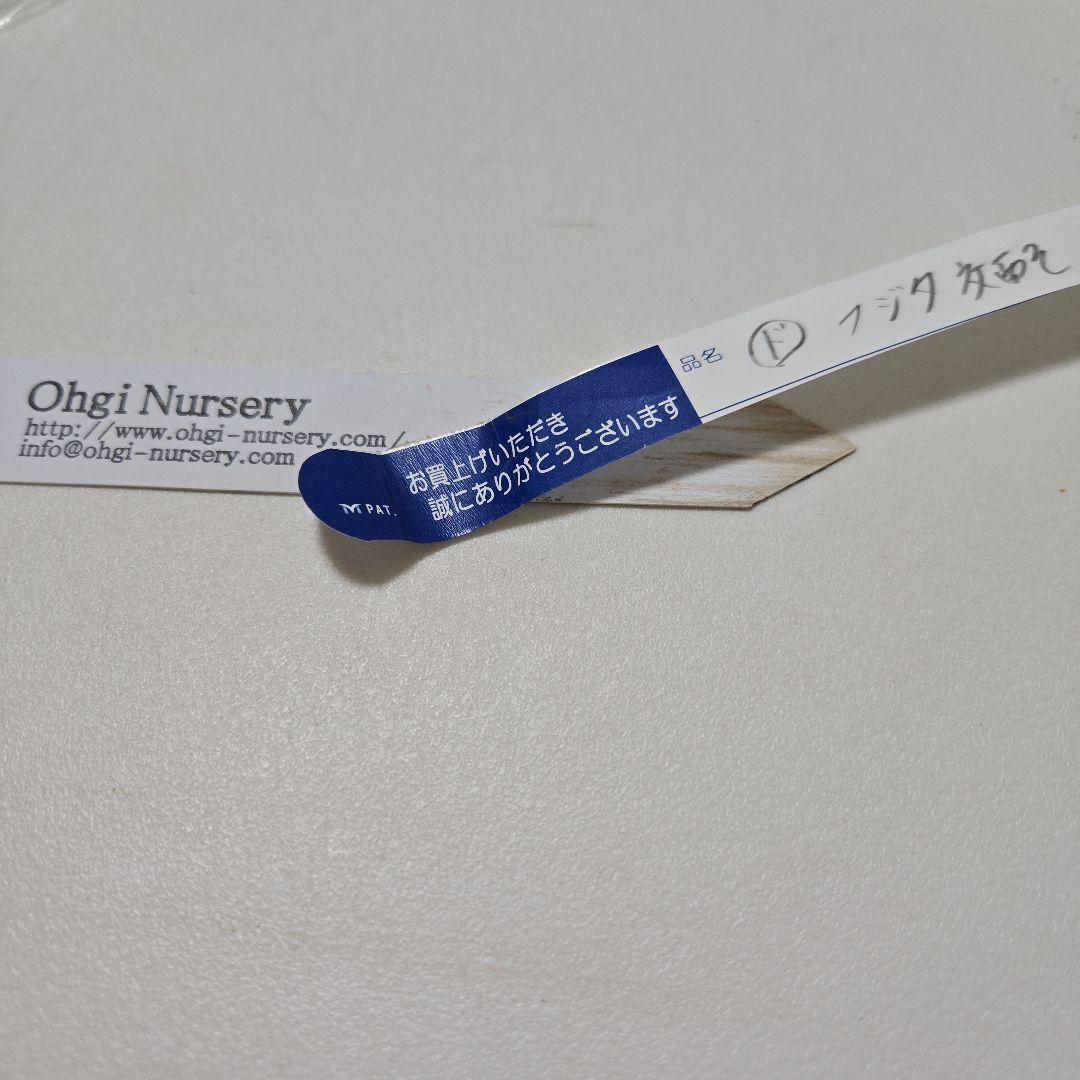 Ohgi Nursery
http://www.ohgi-nursery.com/
info@ohgi-nursery.com
M PAT.
お買上げいただき
誠にありがとうございます
品名
ド フジタ交配